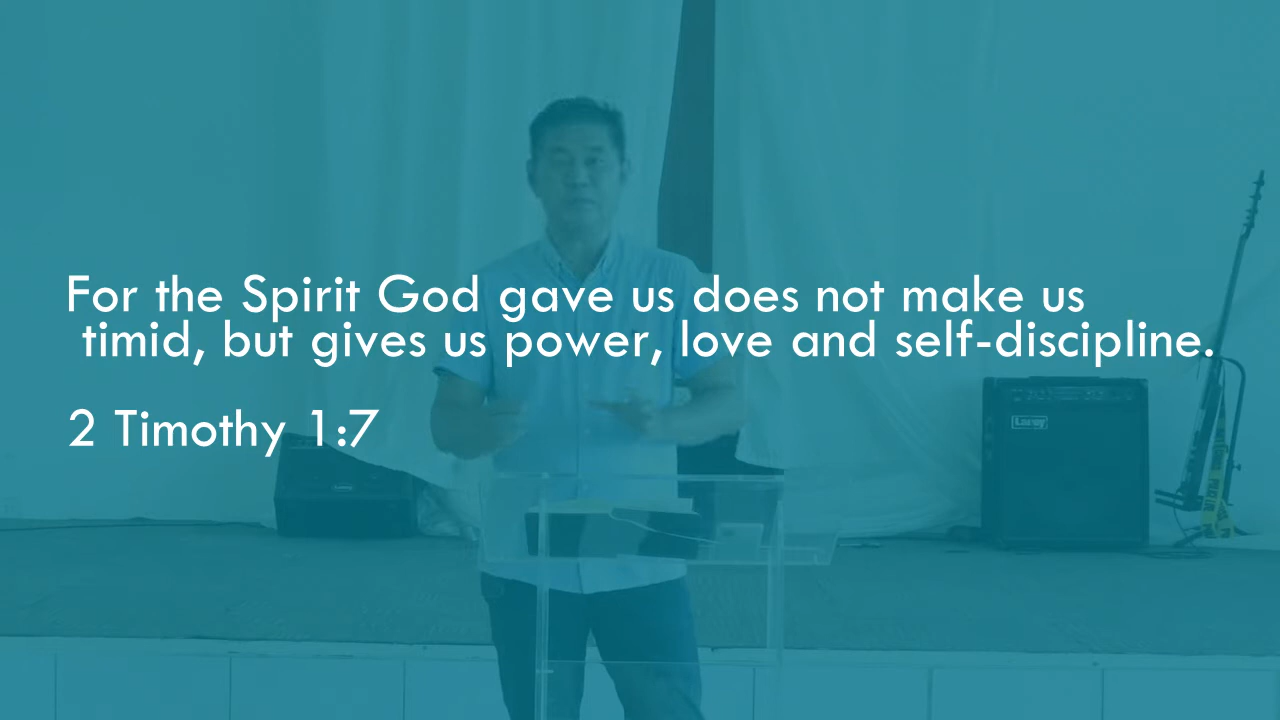 For the Spirit God gave us does not make us
timid, but gives us power, love and self-discipline.
2 Timothy 1:7
Laney